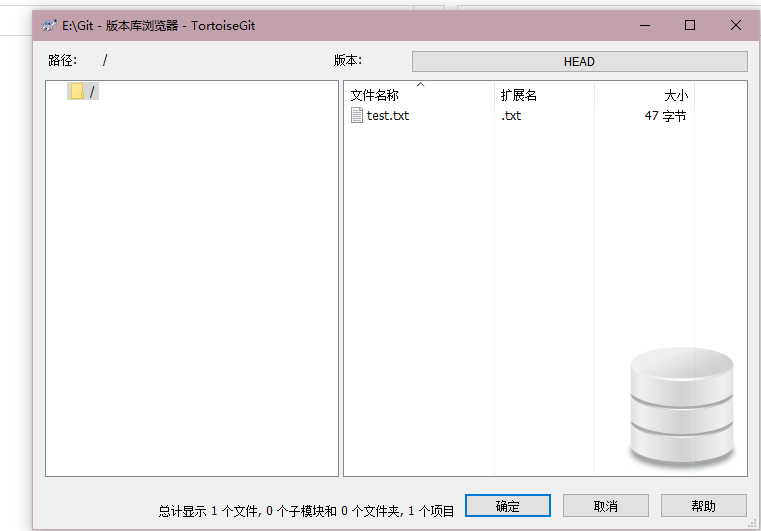 E:\Git - 版本库浏览器 - TortoiseGit
路径: / 版本: HEAD
/
文件名称 扩展名 大小
test.txt .txt 47 字节
总计显示 1 个文件, 0 个子模块和 0 个文件夹, 1 个项目
确定 取消 帮助